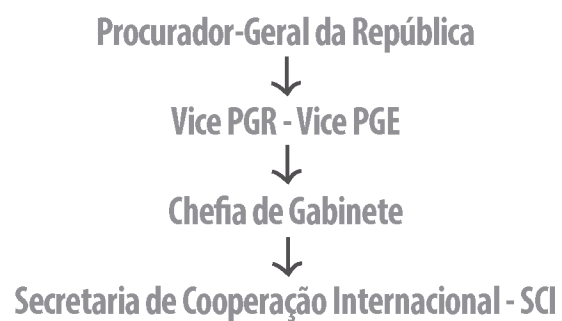 Procurador-Geral da República
Vice PGR - Vice PGE
Chefia de Gabinete
Secretaria de Cooperação Internacional - SCI